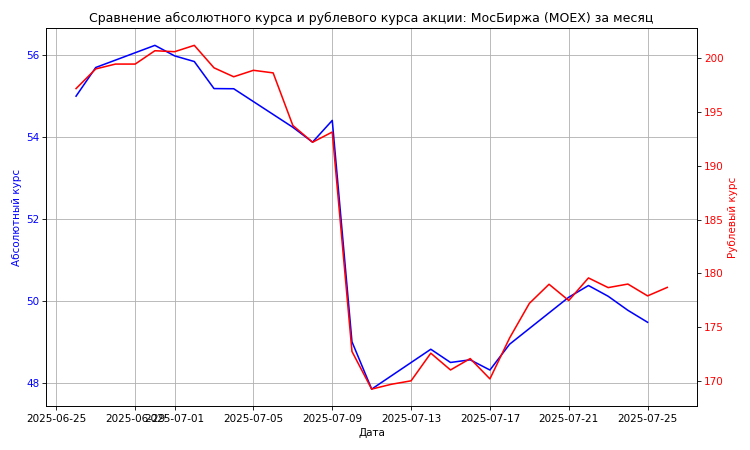 Сравнение абсолютного курса и рублевого курса акции: МосБиржа (MOEX) за месяц
56
54
52
50
48
Абсолютный курс
200
195
190
185
180
175
170
Рублевый курс
2025-06-25 2025-06-29 2025-07-01 2025-07-05 2025-07-09 2025-07-13 2025-07-17 2025-07-21 2025-07-25
Дата